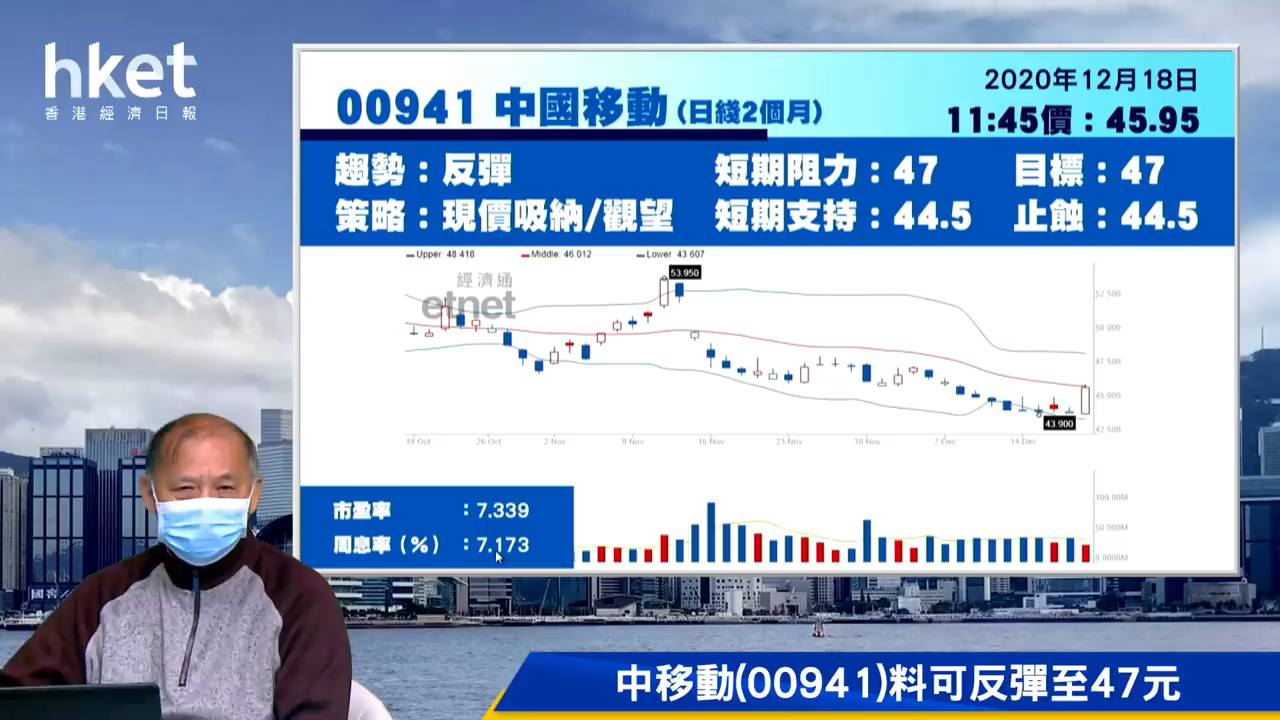 hket
香港經濟日報
00941 中國移動(日綫2個月)
2020年12月18日
11:45價：45.95
趨勢：反彈
短期阻力：47
目標：47
策略：現價吸納/觀望
短期支持：44.5
止蝕：44.5
Upper 48.418
Middle 46.012
Lower 43.607
經濟通
etnet
53.950
52.500
50.000
47.500
45.000
43.900
42.500
19 Oct
26 Oct
2 Nov
9 Nov
16 Nov
23 Nov
30 Nov
7 Dec
14 Dec
100.00M
50.000M
0.0000M
市盈率：7.339
周息率(%)：7.173
中移動(00941)料可反彈至47元